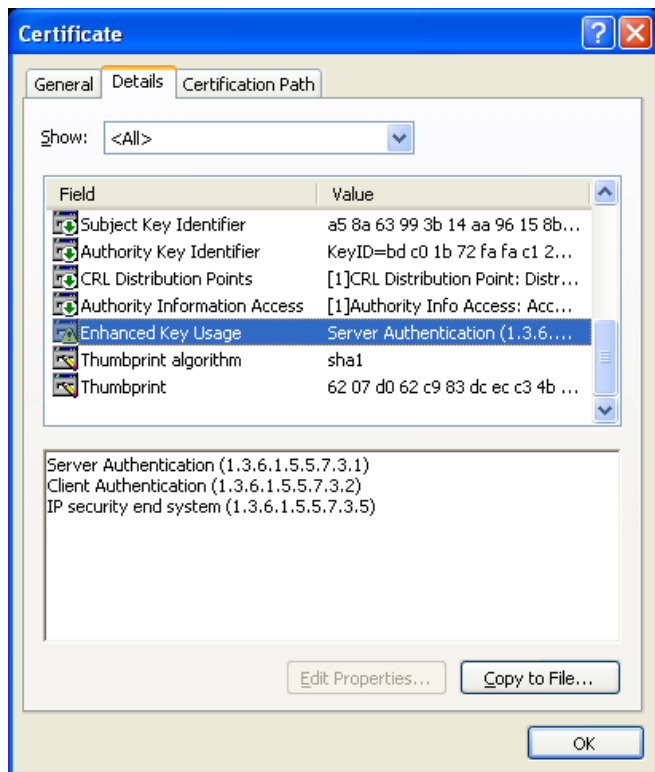 Certificate
General Details Certification Path
Show: <All>
Field Value
Subject Key Identifier a5 8a 63 99 3b 14 aa 96 15 8b...
Authority Key Identifier KeyID=bd c0 1b 72 fa fa c1 2...
CRL Distribution Points [1]CRL Distribution Point: Distr...
Authority Information Access [1]Authority Info Access: Acc...
Enhanced Key Usage Server Authentication (1.3.6....
Thumbprint algorithm sha1
Thumbprint 62 07 d0 62 c9 83 dc ec c3 4b ...
Server Authentication (1.3.6.1.5.5.7.3.1)
Client Authentication (1.3.6.1.5.5.7.3.2)
IP security end system (1.3.6.1.5.5.7.3.5)
Edit Properties... Copy to File...
OK